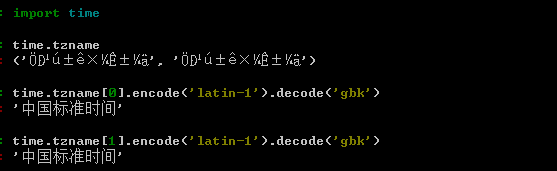 : import time
: time.tzname
: ('ÖÐ¹ú±ê×¼Ê±¼ä', 'ÖÐ¹ú±ê×¼Ê±¼ä')
: time.tzname[0].encode('latin-1').decode('gbk')
: '中国标准时间'
: time.tzname[1].encode('latin-1').decode('gbk')
: '中国标准时间'